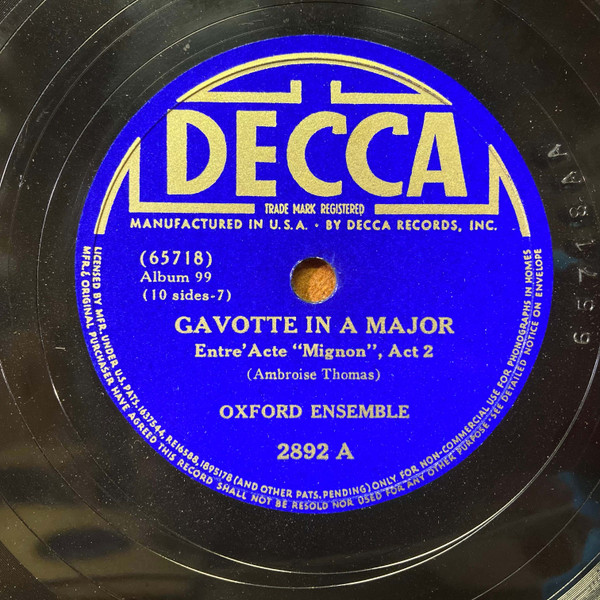 DECCA
TRADE MARK REGISTERED
MANUFACTURED IN U.S.A. · BY DECCA RECORDS, INC.
(65718)
Album 99
(10 sides-7)
GAVOTTE IN A MAJOR
Entre'Acte "Mignon", Act 2
(Ambroise Thomas)
OXFORD ENSEMBLE
2892 A
LICENSED BY MFR. UNDER U.S. PATS. 1637544, RE16588, 1895178 (AND OTHER PATS. PENDING) ONLY FOR NON-COMMERCIAL USE FOR PHONOGRAPHS IN HOMES
MFR. & ORIGINAL PURCHASER HAVE AGREED THIS RECORD SHALL NOT BE RESOLD NOR USED FOR ANY OTHER PURPOSE · SEE DETAILED NOTICE ON ENVELOPE
65718